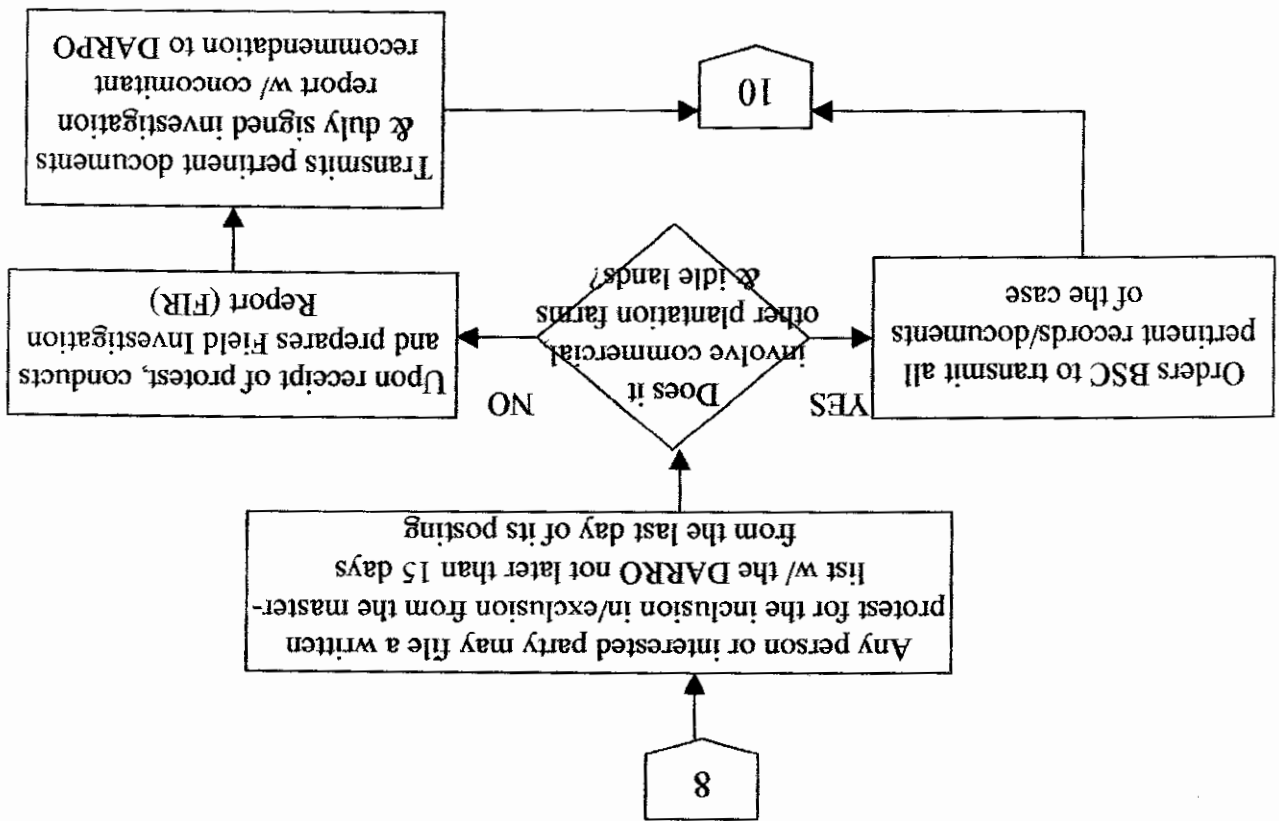 8
Any person or interested party may file a written
protest for the inclusion in/exclusion from the master-
list w/ the DARRO not later than 15 days
from the last day of its posting
YES
Does it
involve commercial,
other plantation farms
& idle lands?
NO
Orders BSC to transmit all
pertinent records/documents
of the case
Upon receipt of protest, conducts
and prepares Field Investigation
Report (FIR)
Transmits pertinent documents
& duly signed investigation
report w/ concomitant
recommendation to DARPO
10